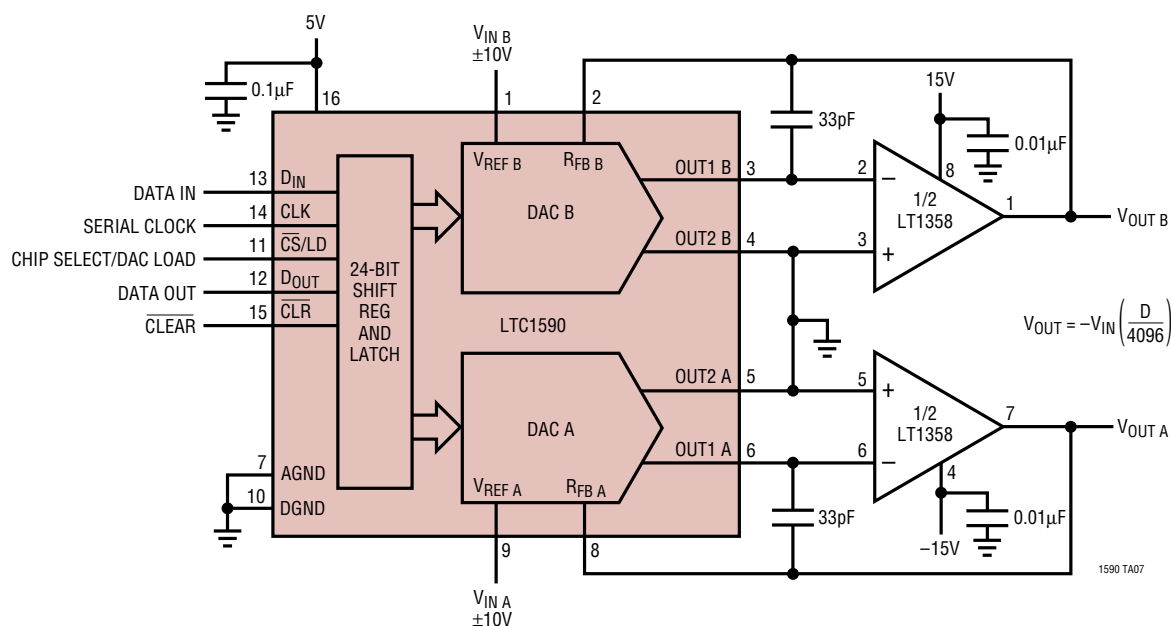 5V
V_IN B
±10V
0.1µF
16
1
2
15V
33pF
0.01µF
V_REF B
R_FB B
OUT1 B
3
2
8
DATA IN
13
D_IN
SERIAL CLOCK
14
CLK
DAC B
−
1/2
LT1358
1
V_OUT B
CHIP SELECT/DAC LOAD
11
C̅S̅/LD
OUT2 B
4
3
+
DATA OUT
12
D_OUT
C̅L̅E̅A̅R̅
15
C̅L̅R̅
24-BIT
SHIFT
REG
AND
LATCH
LTC1590
V_OUT = –V_IN (D/4096)
OUT2 A
5
5
+
DAC A
1/2
LT1358
7
V_OUT A
OUT1 A
6
6
−
4
7
AGND
V_REF A
R_FB A
10
DGND
33pF
0.01µF
–15V
9
8
V_IN A
±10V
1590 TA07